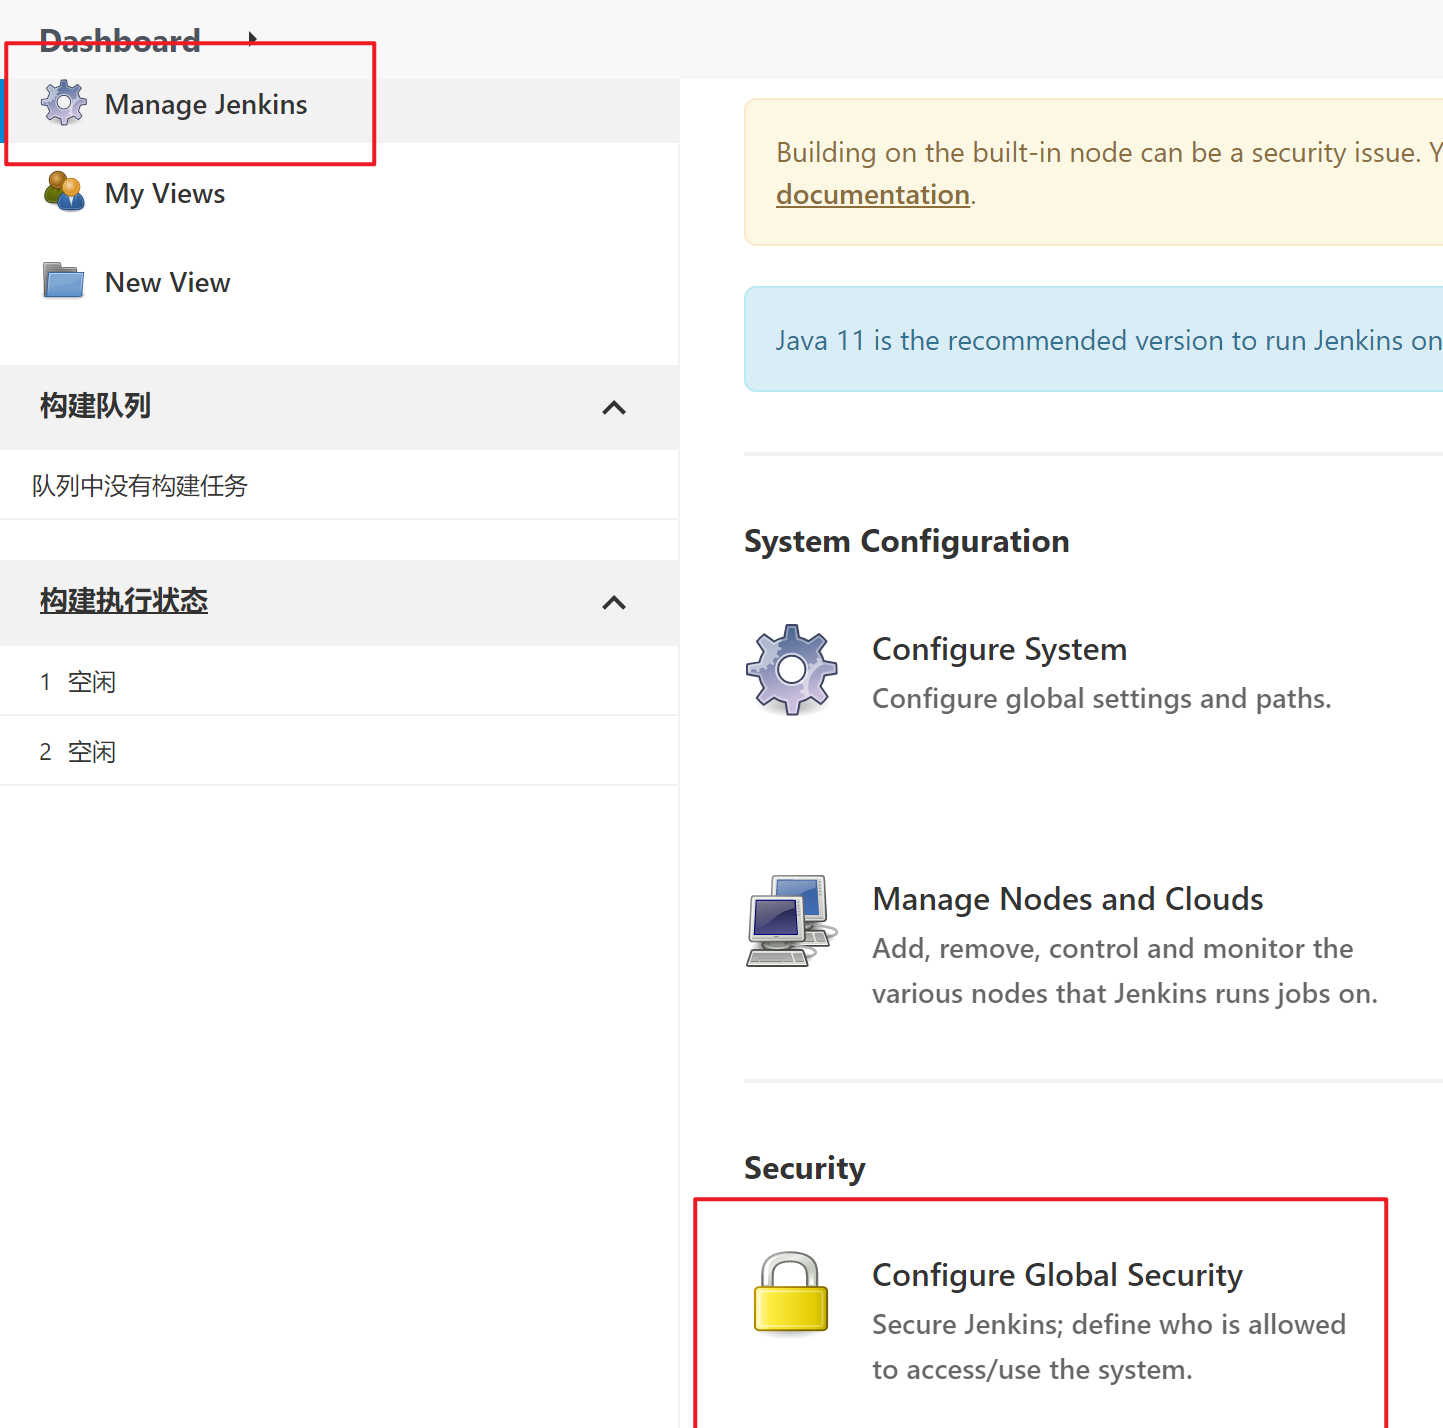 Dashboard
Manage Jenkins
My Views
New View
构建队列
队列中没有构建任务
构建执行状态
1 空闲
2 空闲
Building on the built-in node can be a security issue. Y
documentation.
Java 11 is the recommended version to run Jenkins on
System Configuration
Configure System
Configure global settings and paths.
Manage Nodes and Clouds
Add, remove, control and monitor the
various nodes that Jenkins runs jobs on.
Security
Configure Global Security
Secure Jenkins; define who is allowed
to access/use the system.